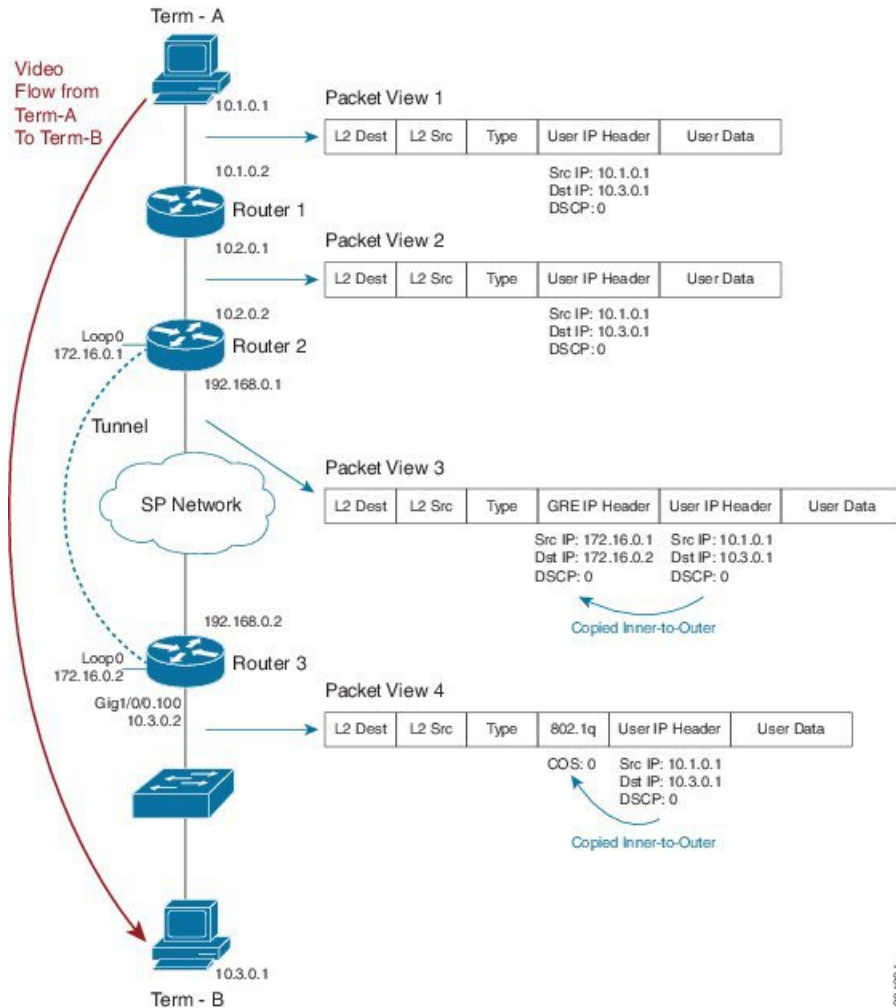 Term - A
Video
Flow from
Term-A
To Term-B
10.1.0.1
Packet View 1
L2 Dest L2 Src Type User IP Header User Data
Src IP: 10.1.0.1
Dst IP: 10.3.0.1
DSCP: 0
10.1.0.2
Router 1
10.2.0.1
Packet View 2
L2 Dest L2 Src Type User IP Header User Data
Src IP: 10.1.0.1
Dst IP: 10.3.0.1
DSCP: 0
10.2.0.2
Loop0
172.16.0.1
Router 2
192.168.0.1
Tunnel
SP Network
Packet View 3
L2 Dest L2 Src Type GRE IP Header User IP Header User Data
Src IP: 172.16.0.1 Src IP: 10.1.0.1
Dst IP: 172.16.0.2 Dst IP: 10.3.0.1
DSCP: 0 DSCP: 0
Copied Inner-to-Outer
192.168.0.2
Loop0
172.16.0.2
Router 3
Gig1/0/0.100
10.3.0.2
Packet View 4
L2 Dest L2 Src Type 802.1q User IP Header User Data
COS: 0 Src IP: 10.1.0.1
Dst IP: 10.3.0.1
DSCP: 0
Copied Inner-to-Outer
10.3.0.1
Term - B